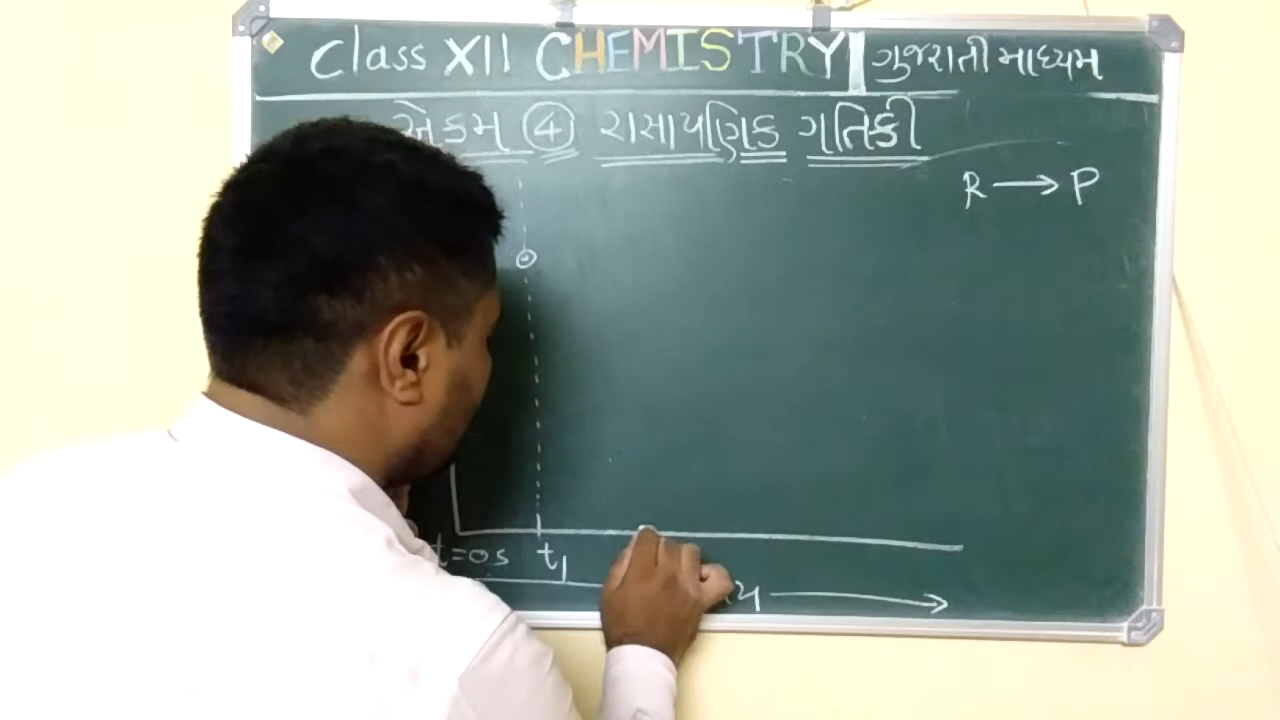 Class XII CHEMISTRY | ગુજરાતી માધ્યમ
એકમ ④ રાસાયણિક ગતિકી
R ⟶ P
t=0s t₁